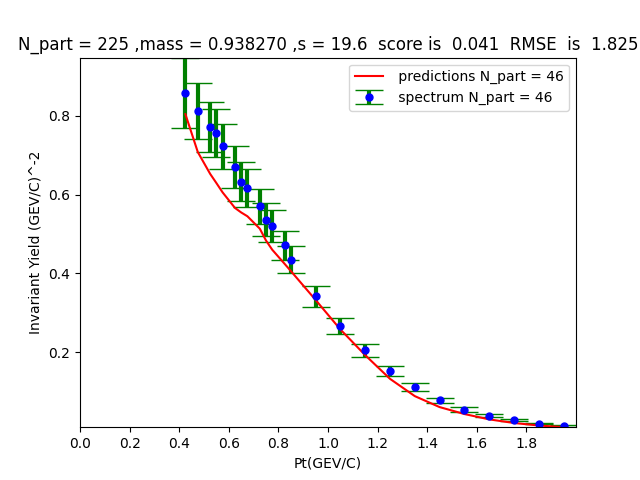 N_part = 225 ,mass = 0.938270 ,s = 19.6  score is  0.041  RMSE  is  1.825
predictions N_part = 46
spectrum N_part = 46
Invariant Yield (GEV/C)^-2
0.8
0.6
0.4
0.2
0.0 0.2 0.4 0.6 0.8 1.0 1.2 1.4 1.6 1.8
Pt(GEV/C)